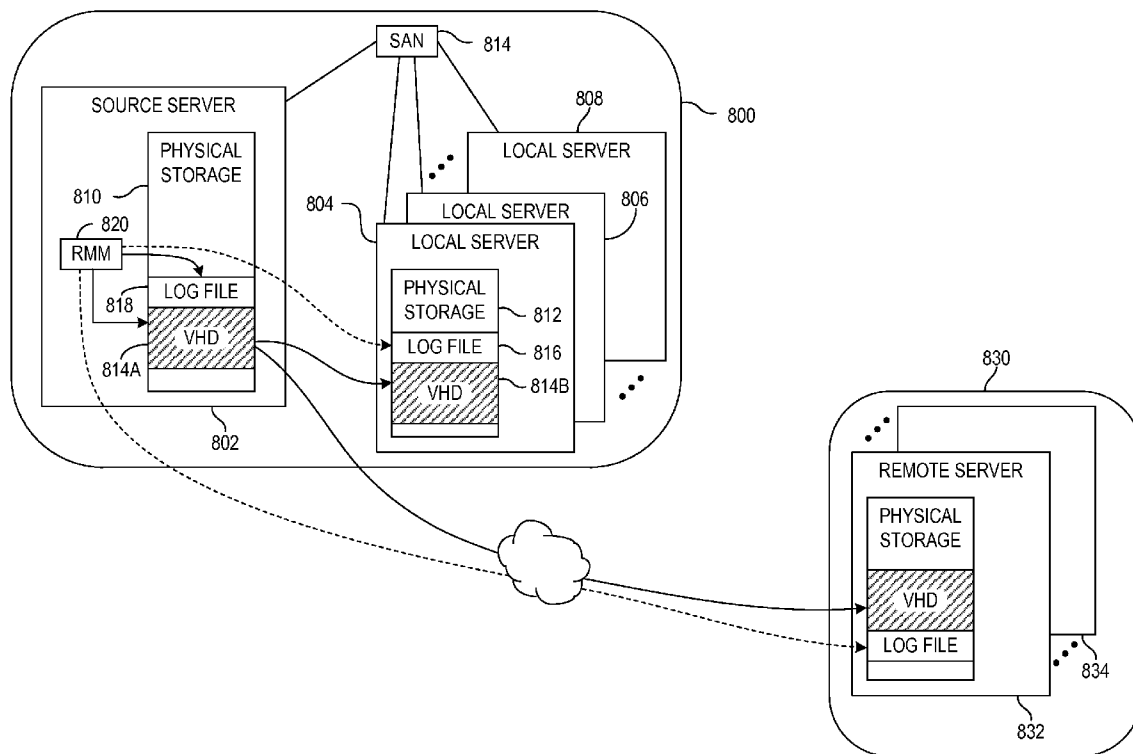 SAN
814
SOURCE SERVER
808
800
PHYSICAL
STORAGE
LOCAL SERVER
810
804
806
820
LOCAL SERVER
LOCAL SERVER
RMM
PHYSICAL
STORAGE
812
LOG FILE
818
LOG FILE
816
VHD
814A
VHD
814B
802
830
REMOTE SERVER
PHYSICAL
STORAGE
VHD
LOG FILE
834
832